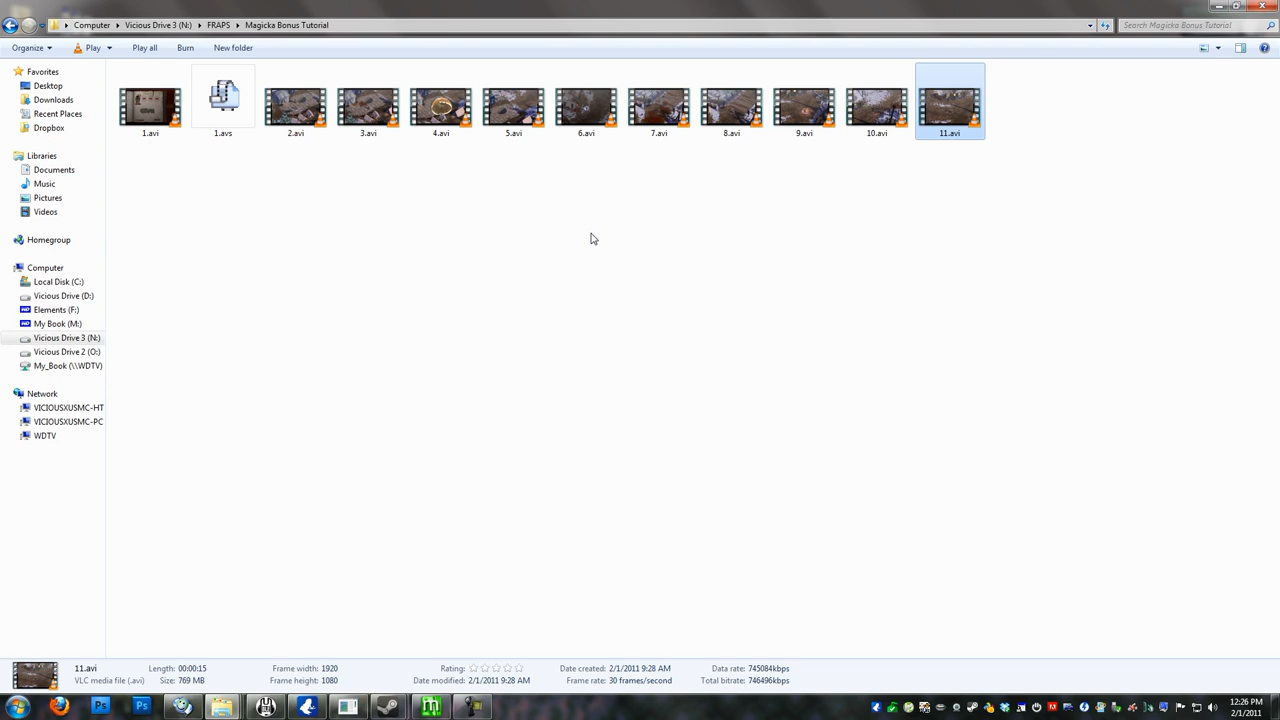 Computer ▸ Vicious Drive 3 (N:) ▸ FRAPS ▸ Magicka Bonus Tutorial
Search Magicka Bonus Tutorial
Organize Play Play all Burn New folder
Favorites
Desktop
Downloads
Recent Places
Dropbox
Libraries
Documents
Music
Pictures
Videos
Homegroup
Computer
Local Disk (C:)
Vicious Drive (D:)
Elements (F:)
My Book (M:)
Vicious Drive 3 (N:)
Vicious Drive 2 (O:)
My_Book (\\WDTV)
Network
VICIOUSXUSMC-HT
VICIOUSXUSMC-PC
WDTV
1.avi 1.avs 2.avi 3.avi 4.avi 5.avi 6.avi 7.avi 8.avi 9.avi 10.avi 11.avi
11.avi Length: 00:00:15 Frame width: 1920 Rating: Date created: 2/1/2011 9:28 AM Data rate: 745084kbps
VLC media file (.avi) Size: 769 MB Frame height: 1080 Date modified: 2/1/2011 9:28 AM Frame rate: 30 frames/second Total bitrate: 746496kbps
Ps Ps
12:26 PM
2/1/2011